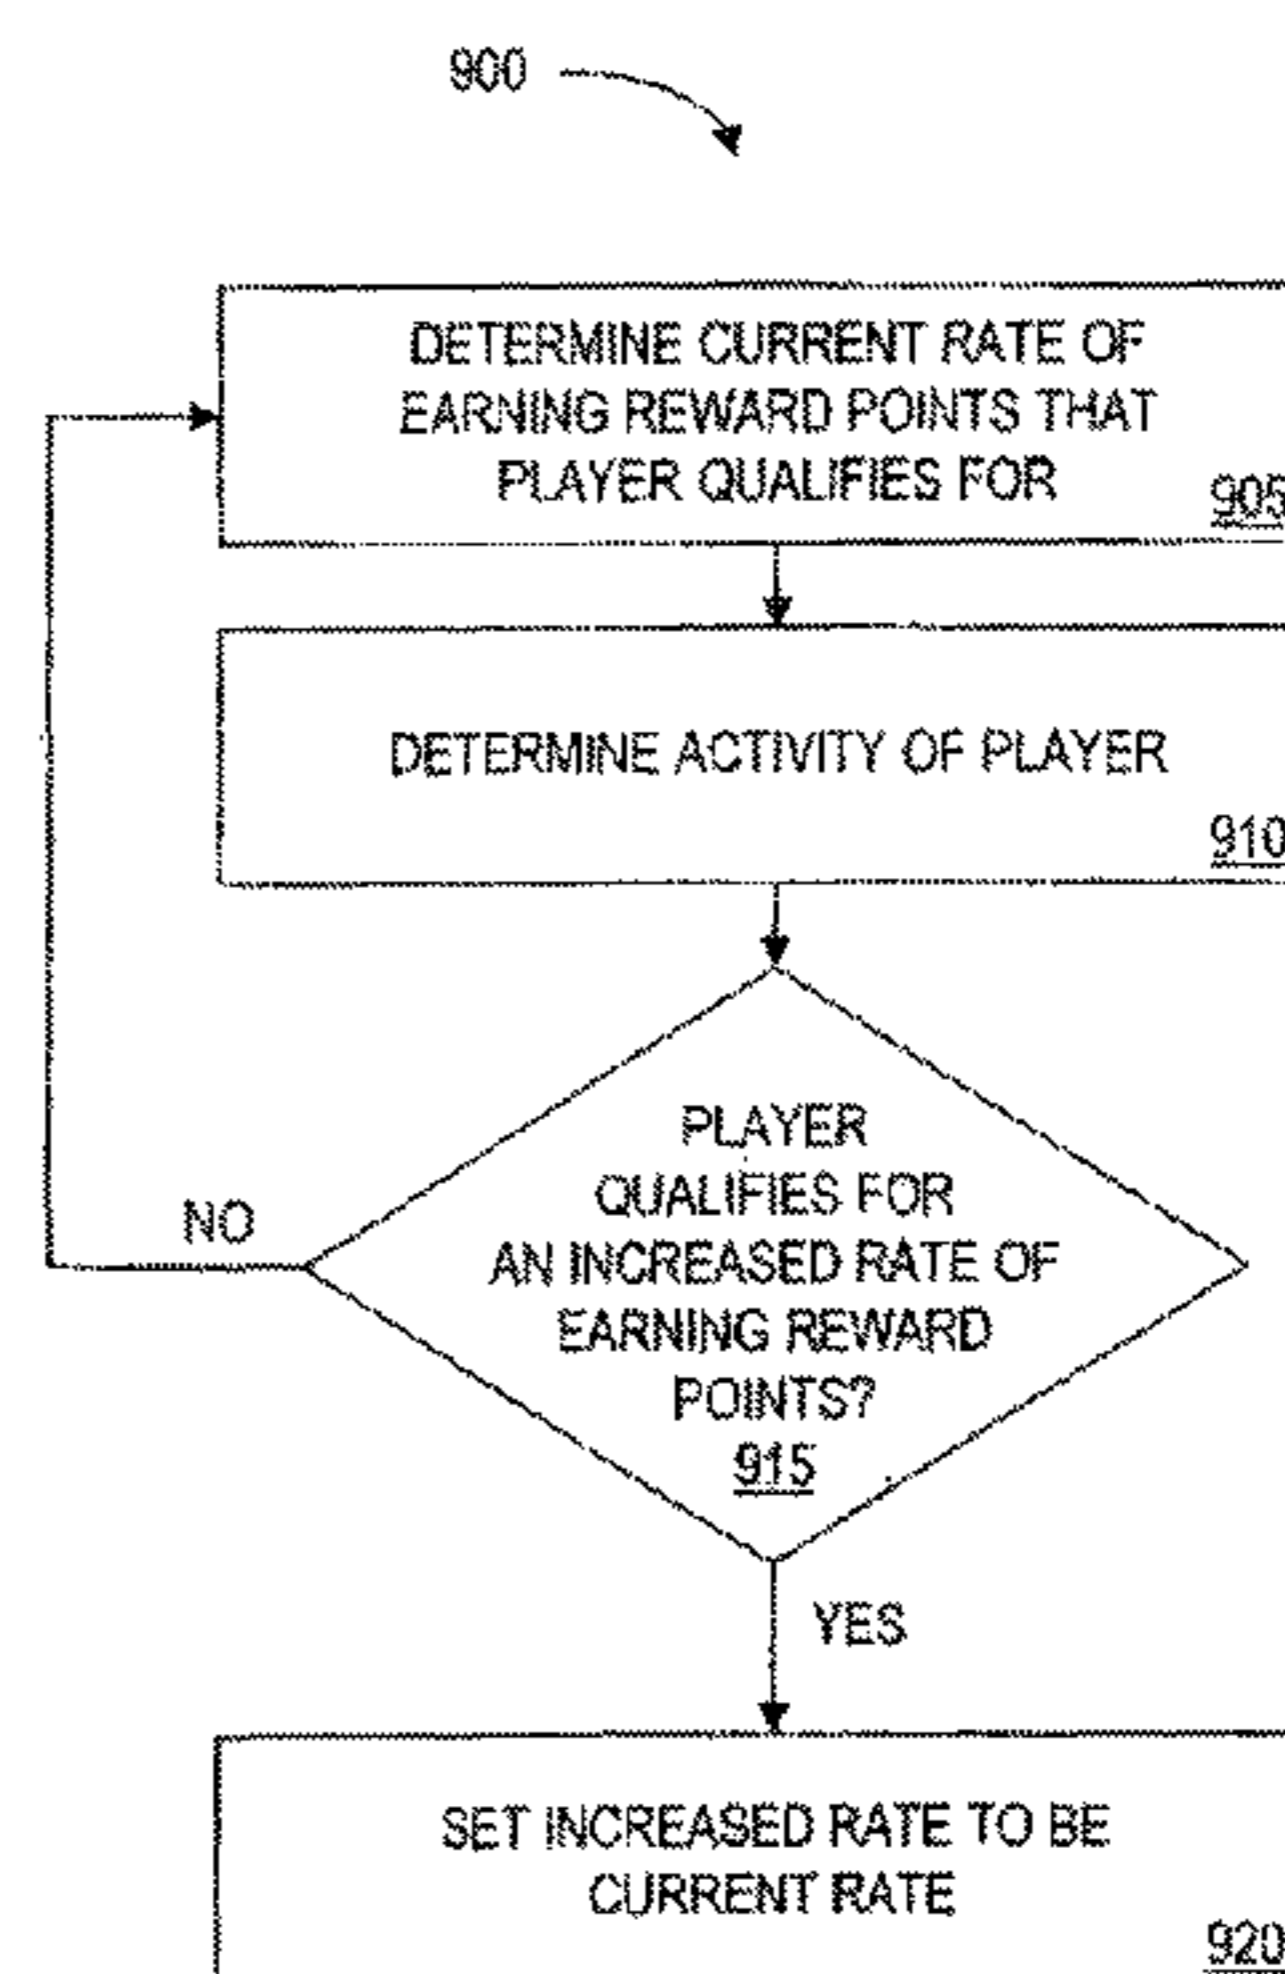 900
DETERMINE CURRENT RATE OF
EARNING REWARD POINTS THAT
PLAYER QUALIFIES FOR
905
DETERMINE ACTIVITY OF PLAYER
910
PLAYER
QUALIFIES FOR
AN INCREASED RATE OF
EARNING REWARD
POINTS?
915
NO
YES
SET INCREASED RATE TO BE
CURRENT RATE
920